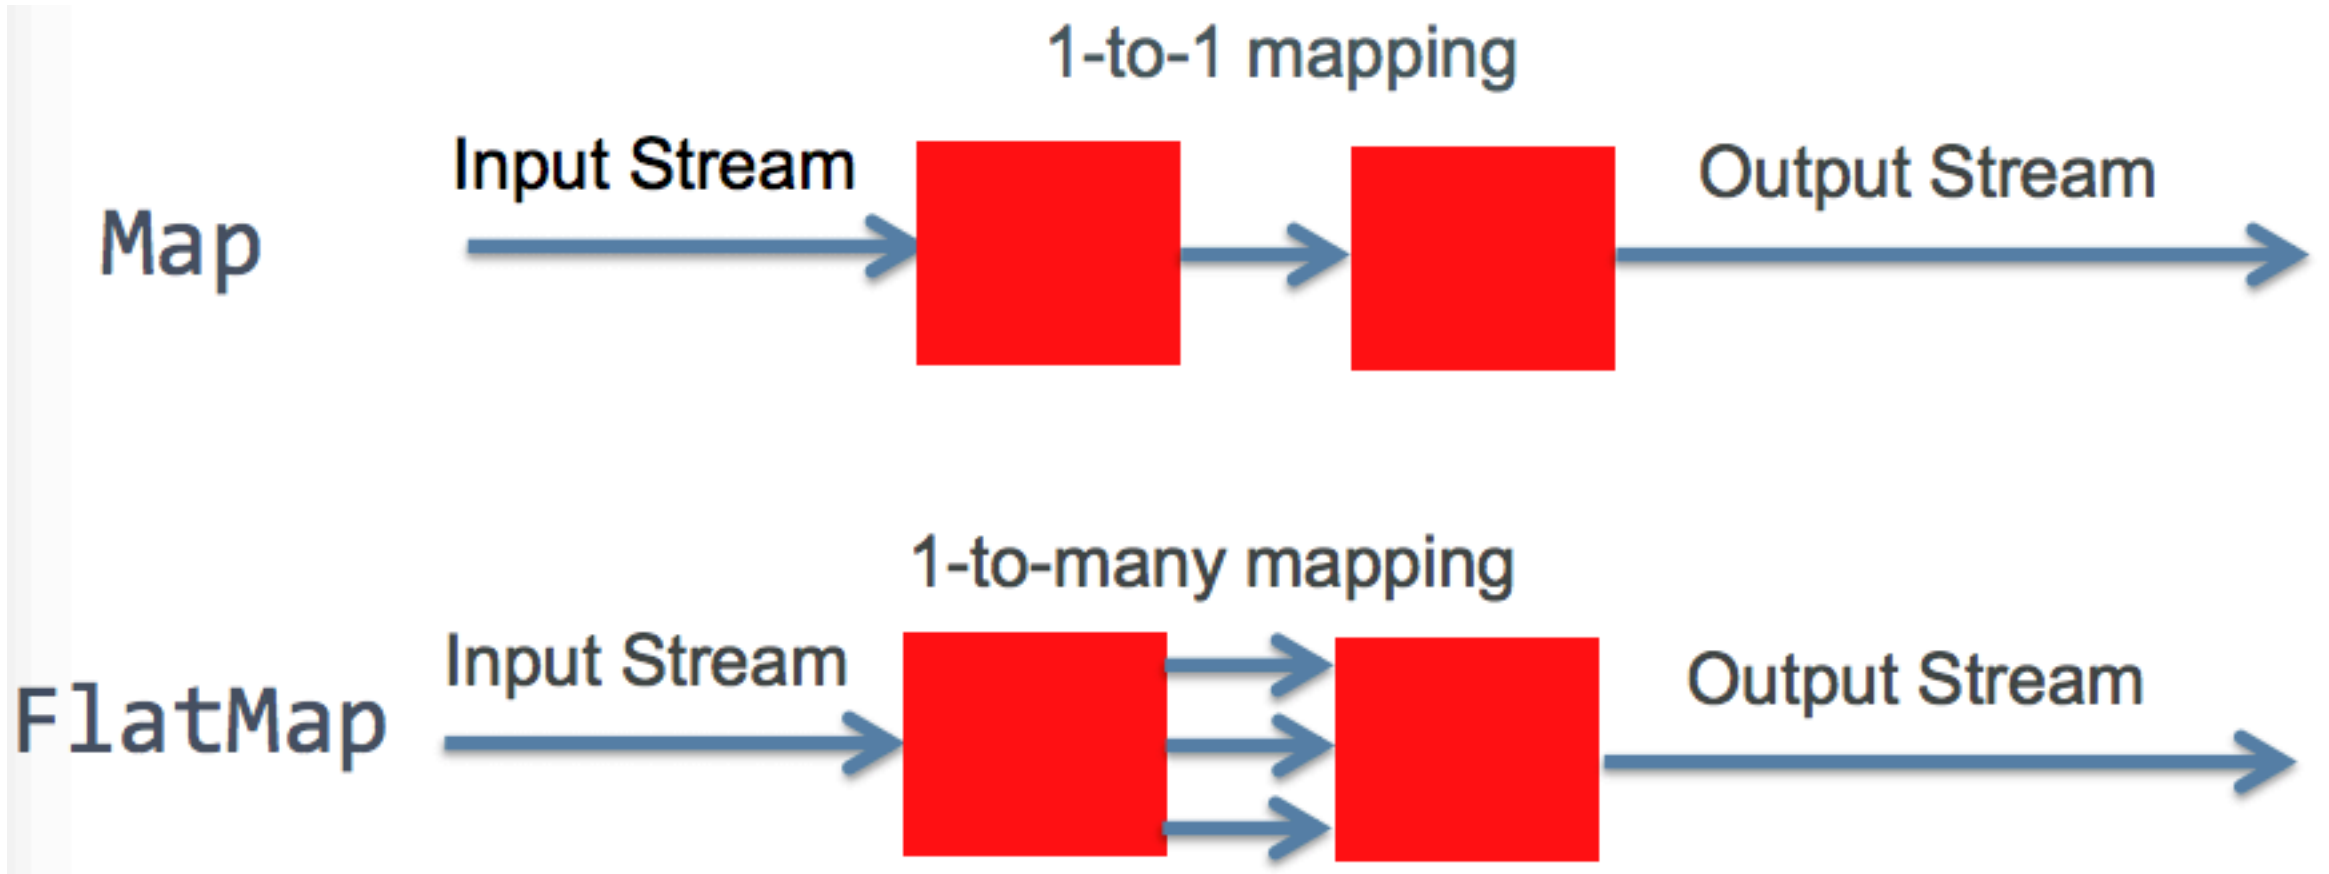 1-to-1 mapping
Map
Input Stream
Output Stream
1-to-many mapping
FlatMap
Input Stream
Output Stream